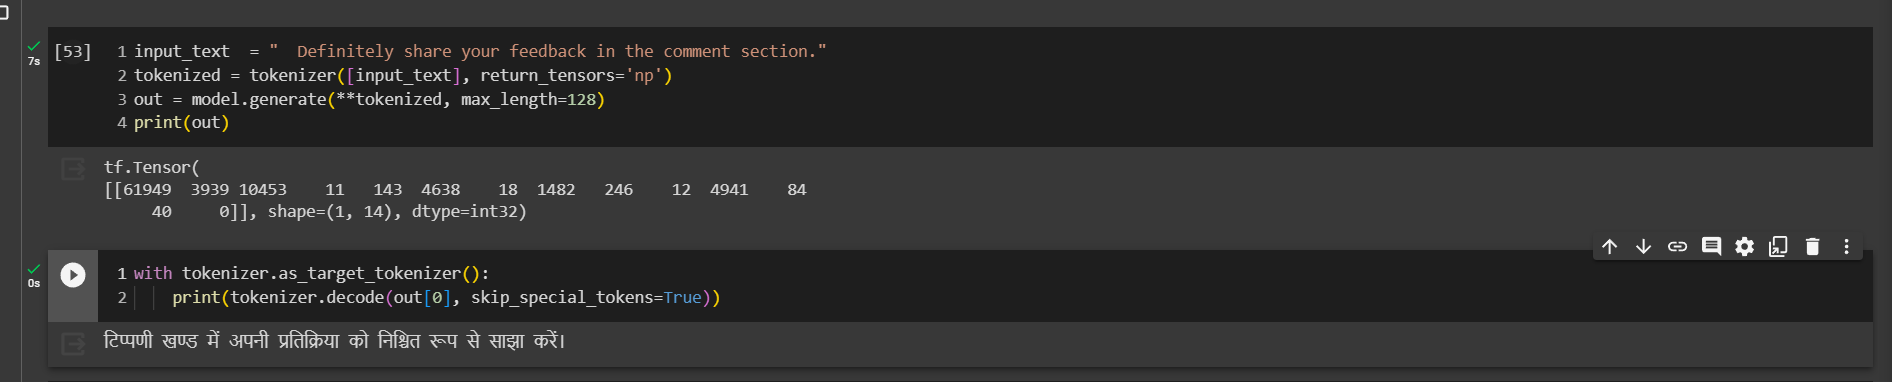 [53] 1 input_text  = "  Definitely share your feedback in the comment section."
7s 2 tokenized = tokenizer([input_text], return_tensors='np')
3 out = model.generate(**tokenized, max_length=128)
4 print(out)
tf.Tensor(
[[61949  3939 10453    11   143  4638    18  1482   246    12  4941    84
     40     0]], shape=(1, 14), dtype=int32)
1 with tokenizer.as_target_tokenizer():
0s 2     print(tokenizer.decode(out[0], skip_special_tokens=True))
टिप्पणी खण्ड में अपनी प्रतिक्रिया को निश्चित रूप से साझा करें।